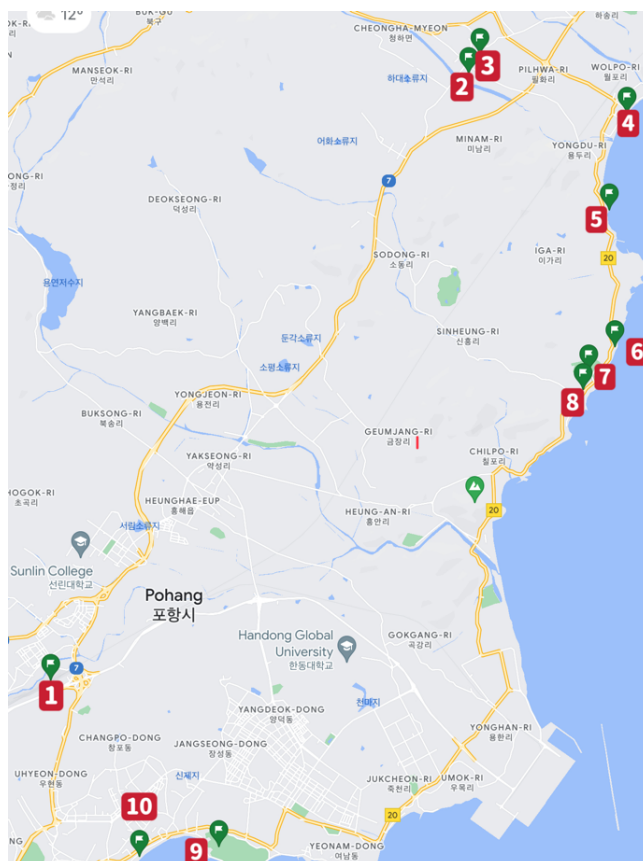 12°
북구
CHEONGHA-MYEON
청하면
하송리
MANSEOK-RI
만석리
하대소류지
2
3
PILHWA-RI
필화리
WOLPO-RI
월포리
4
어화소류지
MINAM-RI
미남리
YONGDU-RI
용두리
ONG-RI
정리
7
DEOKSEONG-RI
덕성리
5
SODONG-RI
소동리
IGA-RI
이가리
20
용연저수지
YANGBAEK-RI
양백리
둔각소류지
SINHEUNG-RI
신흥리
6
소평소류지
7
8
YONGJEON-RI
용전리
BUKSONG-RI
북송리
GEUMJANG-RI
금장리
YAKSEONG-RI
약성리
CHILPO-RI
칠포리
HOGOK-RI
초곡리
HEUNGHAE-EUP
흥해읍
HEUNG-AN-RI
흥안리
20
서림소류지
Sunlin College
선린대학교
Pohang
포항시
Handong Global
University
한동대학교
GOKGANG-RI
곡강리
7
1
천마지
YANGDEOK-DONG
양덕동
YONGHAN-RI
용한리
CHANGPO-DONG
창포동
JANGSEONG-DONG
장성동
UHYEON-DONG
우현동
신제지
JUKCHEON-RI
죽천리
UMOK-RI
우목리
10
20
NG
9
YEONAM-DONG
여남동